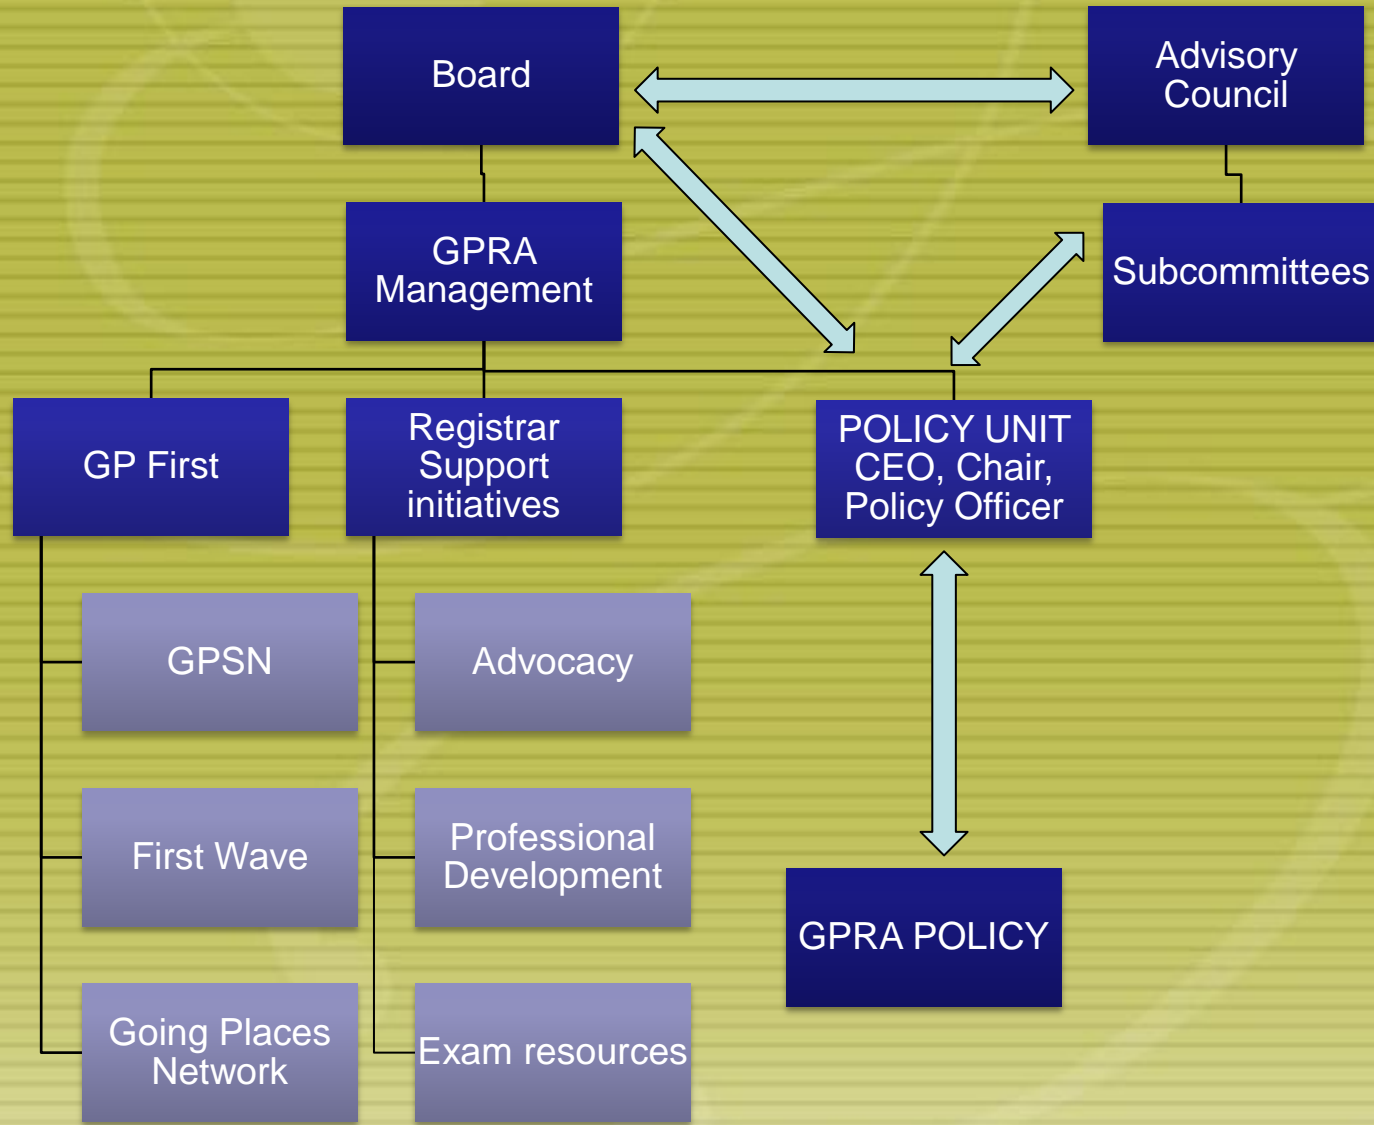 Board
Advisory
Council
GPRA
Management
Subcommittees
GP First
Registrar
Support
initiatives
POLICY UNIT
CEO, Chair,
Policy Officer
GPSN
Advocacy
First Wave
Professional
Development
GPRA POLICY
Going Places
Network
Exam resources